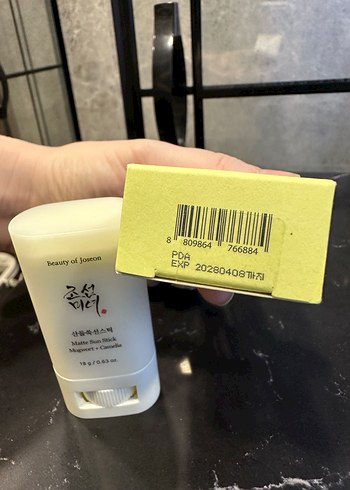 8 809864 766884
PDA
EXP 20280408까지
Beauty of Joseon
조선
미녀
산들쑥선스틱
Matte Sun Stick
Mugwort + Camelia
18 g / 0.63 oz